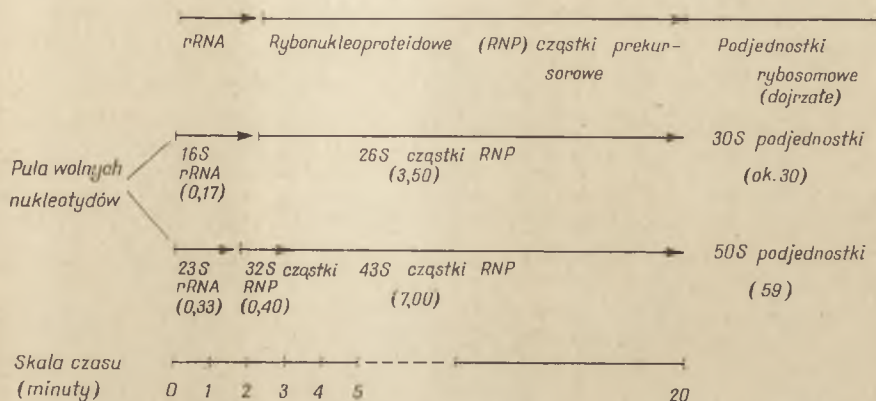 rRNA Rybonukleoproteidowe (RNP) cząstki prekur- Podjednostki
sorowe rybosomowe
(dojrzałe)
16S 26S cząstki RNP 30S podjednostki
rRNA (3,50) (ok. 30)
(0,17)
Pula wolnych
nukleotydów
23S 32S cząstki 43S cząstki RNP 50S podjednostki
rRNA RNP (7,00) (59)
(0,33) (0,40)
Skala czasu
(minuty) 0 1 2 3 4 5 20